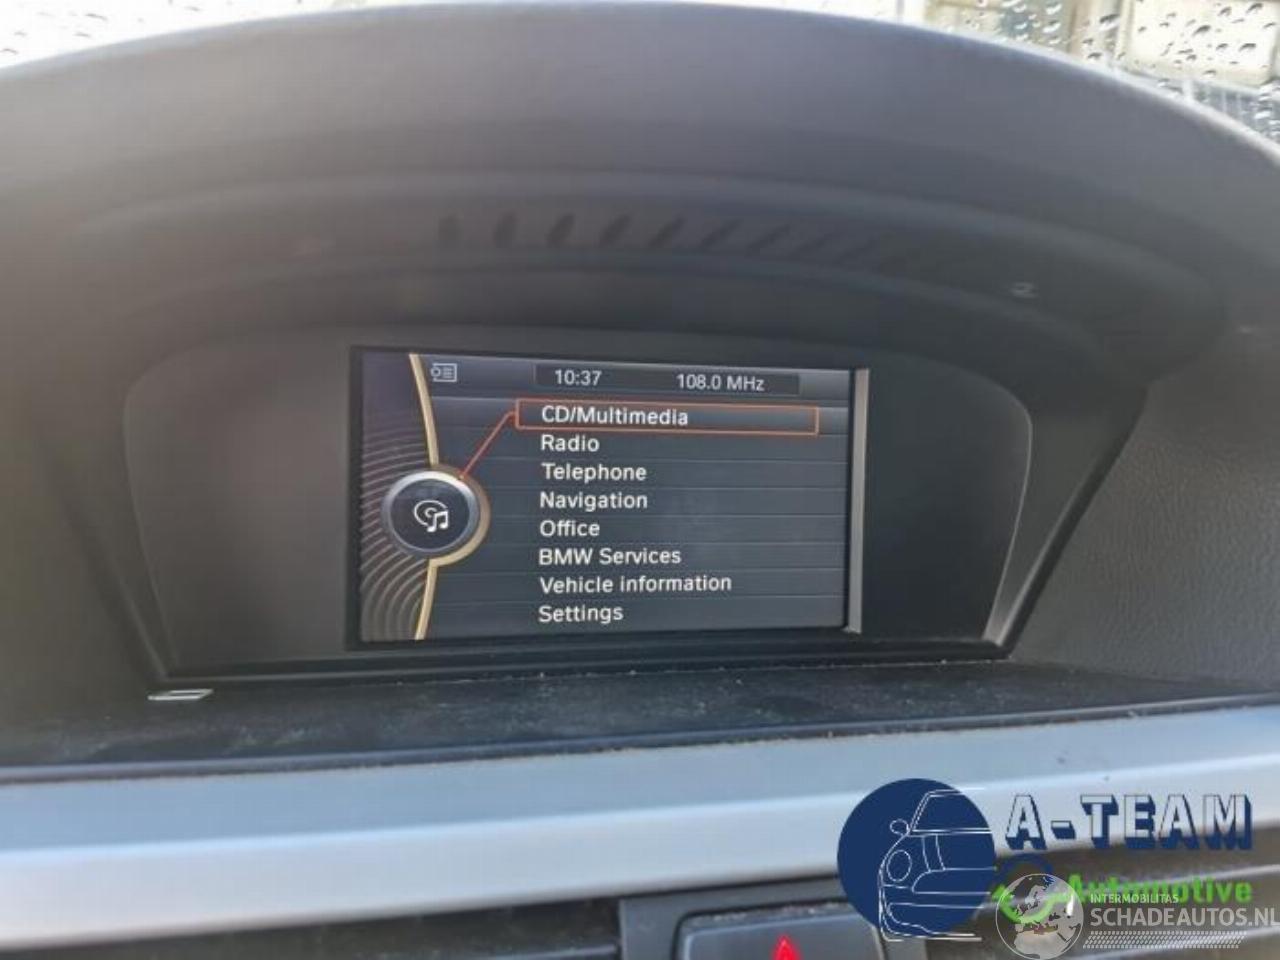 10:37 108.0 MHz
CD/Multimedia
Radio
Telephone
Navigation
Office
BMW Services
Vehicle information
Settings
A-TEAM
Automotive
INTERMOBILITAS
SCHADEAUTOS.NL